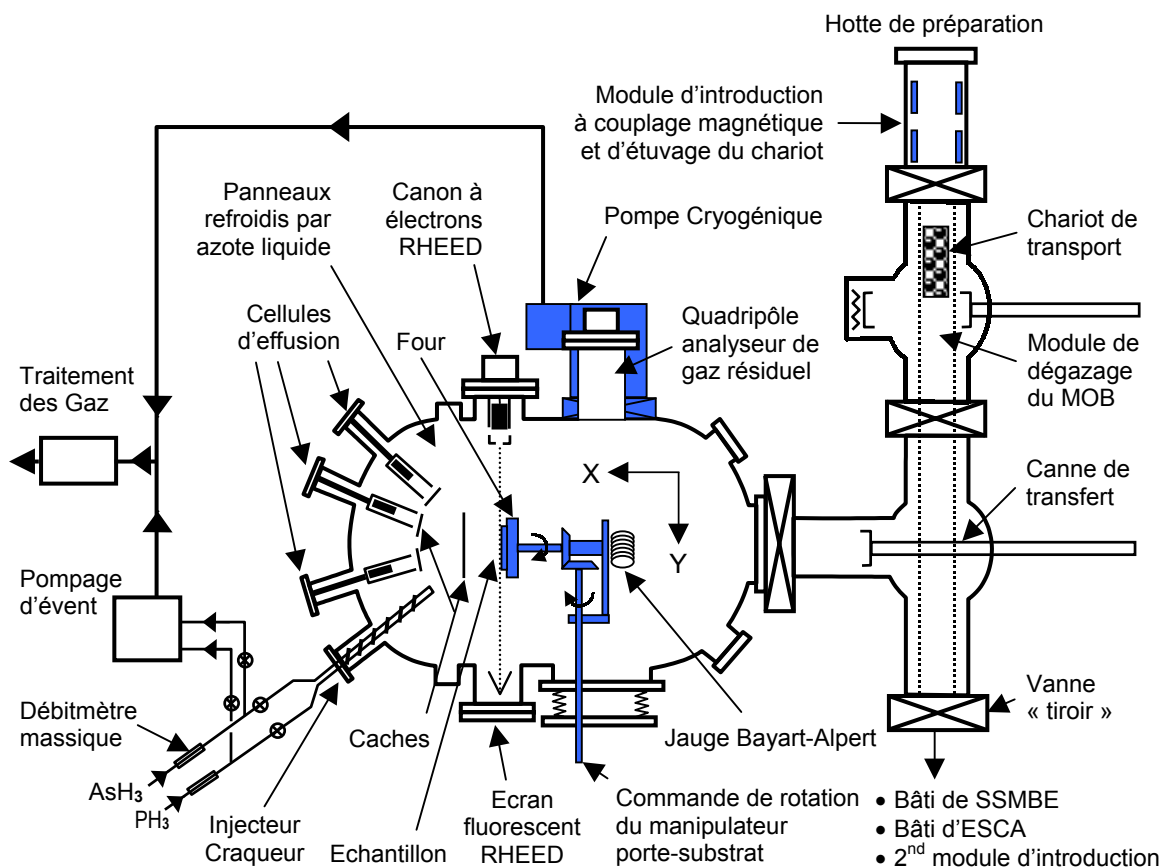 Hotte de préparation
Module d'introduction
à couplage magnétique
et d'étuvage du chariot
Panneaux
refroidis par
azote liquide
Canon à
électrons
RHEED
Pompe Cryogénique
Chariot de
transport
Cellules
d'effusion
Four
Quadripôle
analyseur de
gaz résiduel
Module de
dégazage
du MOB
Traitement
des Gaz
X
Y
Canne de
transfert
Pompage
d'évent
Débitmètre
massique
Caches
Jauge Bayart-Alpert
Vanne
« tiroir »
AsH3
PH3
Injecteur
Craqueur
Echantillon
Ecran
fluorescent
RHEED
Commande de rotation
du manipulateur
porte-substrat
• Bâti de SSMBE
• Bâti d'ESCA
• 2nd module d'introduction